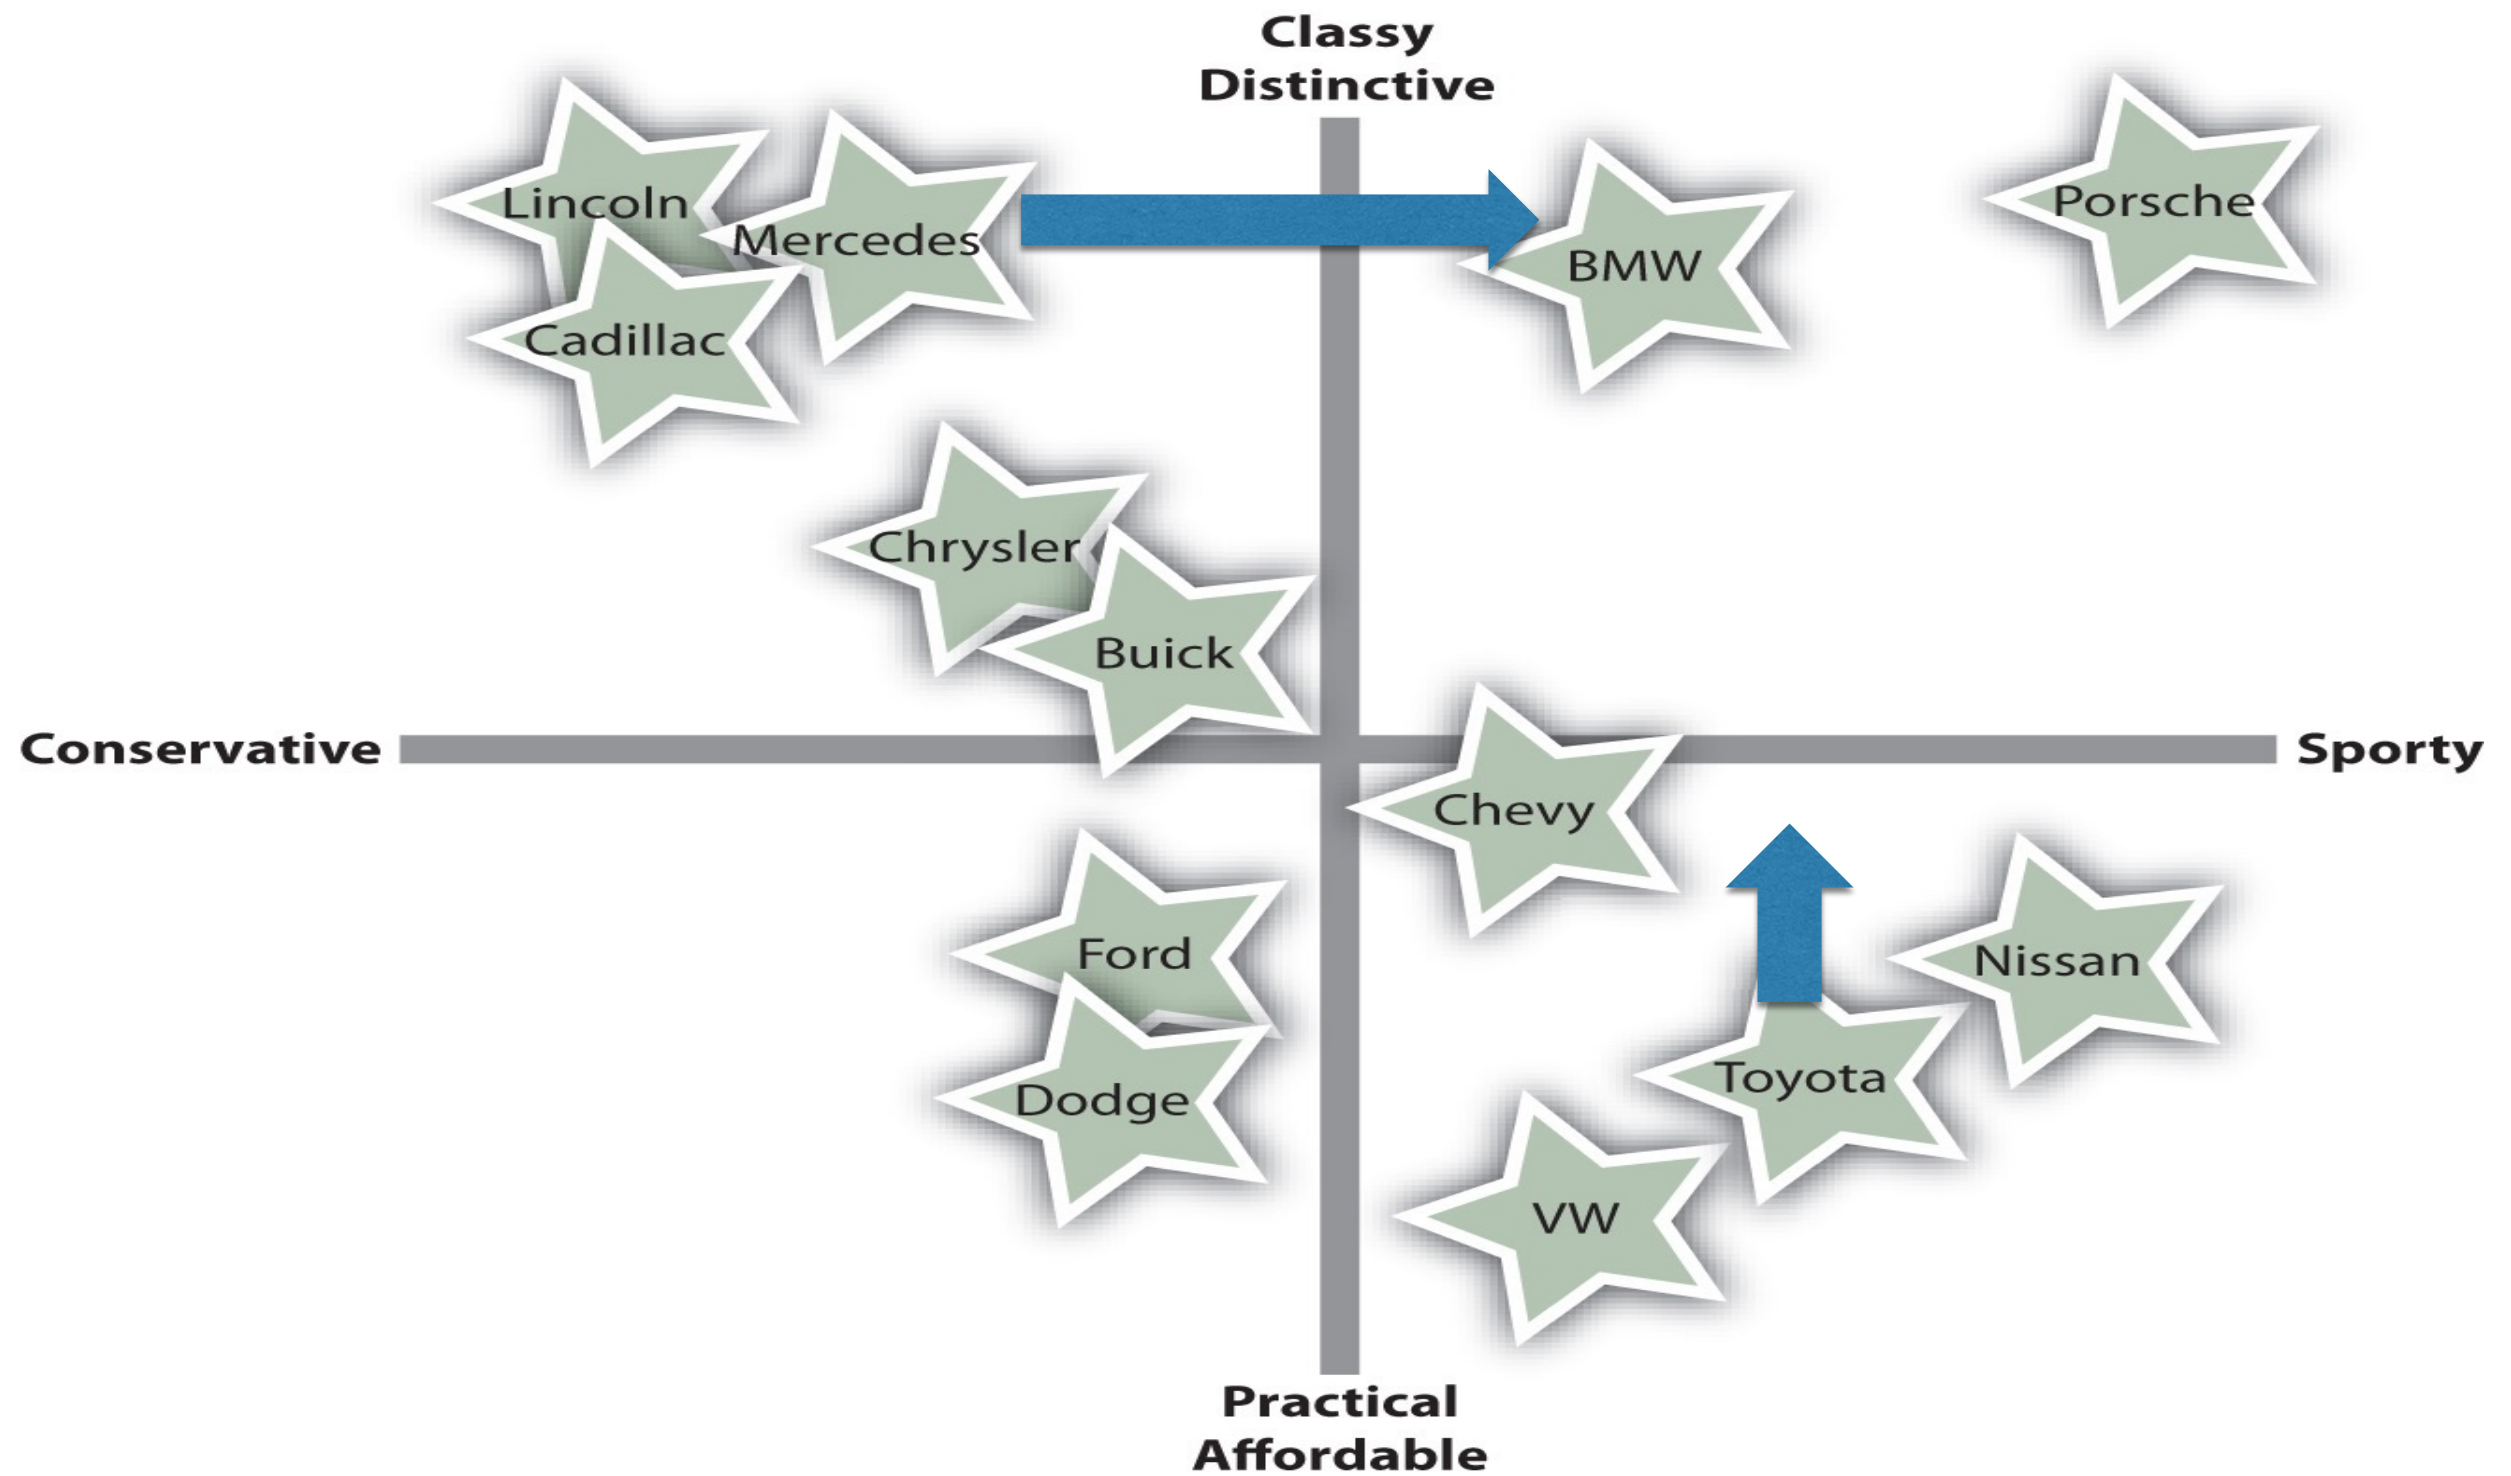 Classy
Distinctive
Lincoln
Mercedes
BMW
Porsche
Cadillac
Chrysler
Buick
Conservative
Sporty
Chevy
Ford
Nissan
Toyota
Dodge
VW
Practical
Affordable